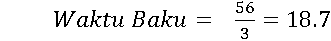 Waktu Baku = 56/3 = 18.7